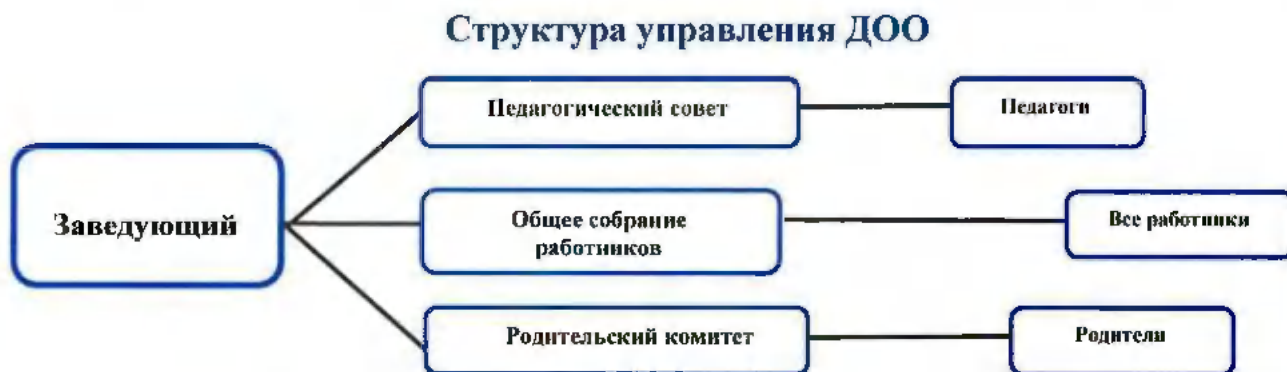 Структура управления ДОО
Педагогический совет
Педагоги
Заведующий
Общее собрание
работников
Все работники
Родительский комитет
Родители